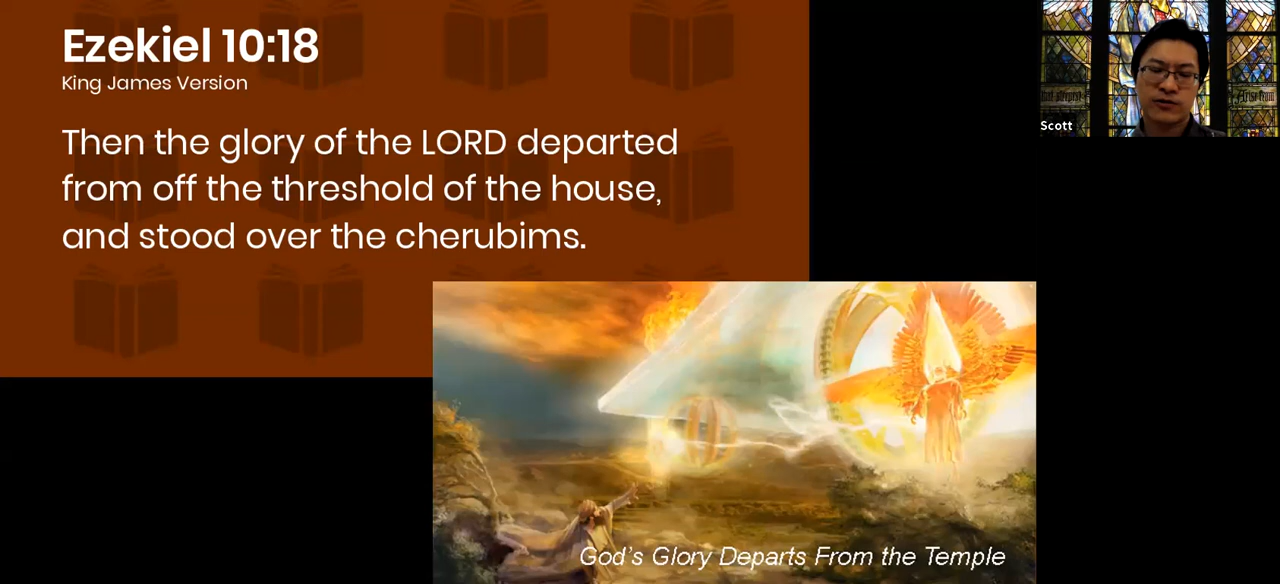 Ezekiel 10:18
King James Version
Then the glory of the LORD departed
from off the threshold of the house,
and stood over the cherubims.
Scott
God's Glory Departs From the Temple